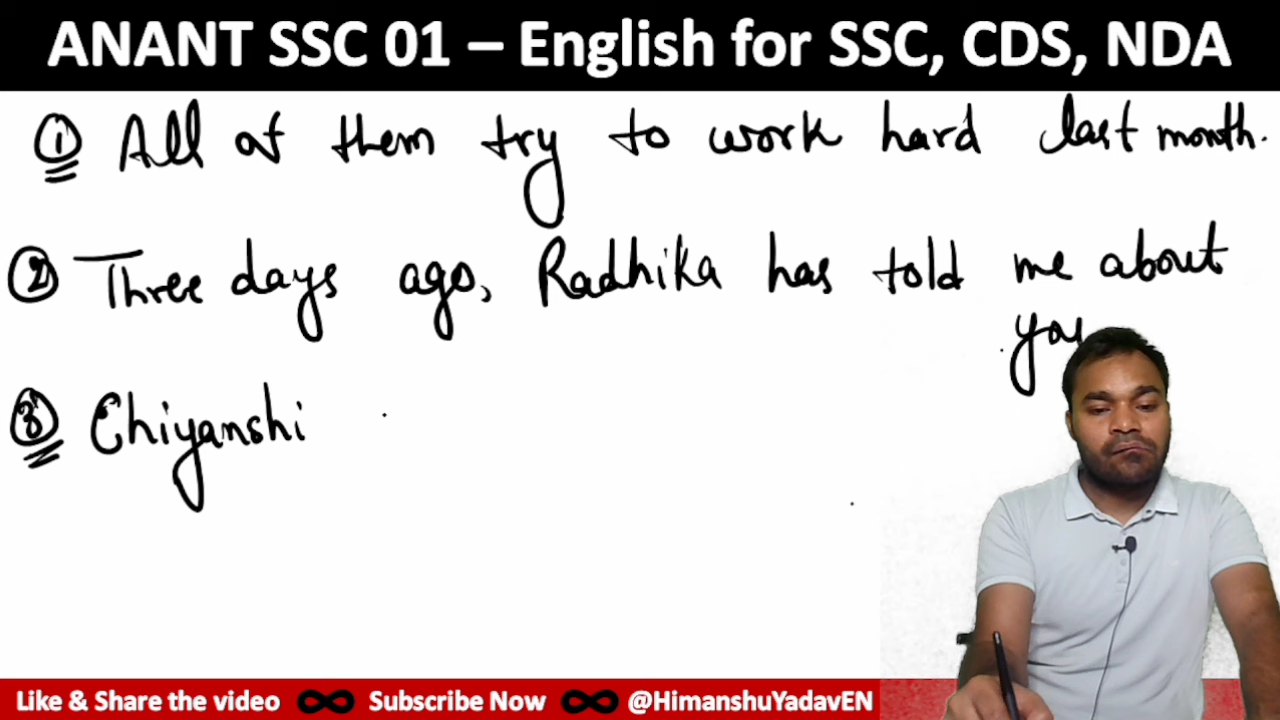 ANANT SSC 01 – English for SSC, CDS, NDA
① All of them try to work hard last month.
② Three days ago, Radhika has told me about
you
③ Chiyanshi
Like & Share the video Subscribe Now @HimanshuYadavEN